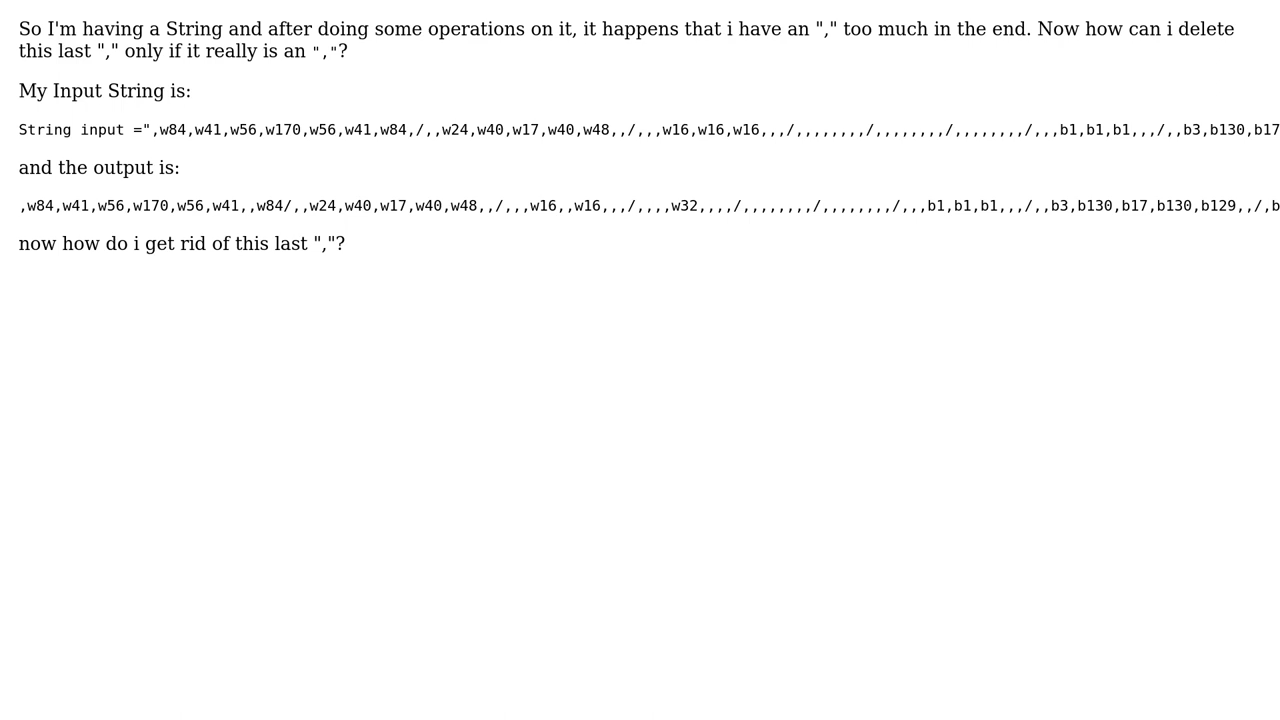 So I'm having a String and after doing some operations on it, it happens that i have an "," too much in the end. Now how can i delete
this last "," only if it really is an ","?
My Input String is:
String input =",w84,w41,w56,w170,w56,w41,w84,/,,w24,w40,w17,w40,w48,,/,,,w16,w16,w16,,,/,,,,,,,,/,,,,,,,,/,,,,,,,,/,,,b1,b1,b1,,,/,,b3,b130,b17
and the output is:
,w84,w41,w56,w170,w56,w41,,w84/,,w24,w40,w17,w40,w48,,/,,,w16,,w16,,,/,,,,w32,,,,/,,,,,,,,/,,,,,,,,/,,,b1,b1,b1,,,/,,b3,b130,b17,b130,b129,,/,b
now how do i get rid of this last ","?